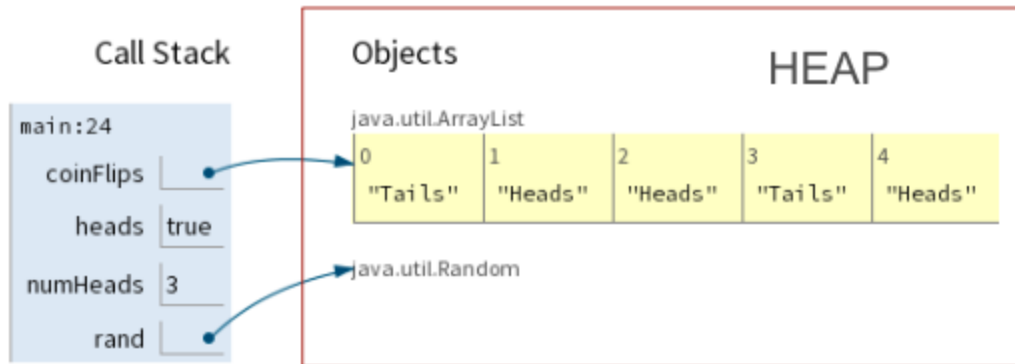 Call Stack
Objects
HEAP
main:24
java.util.ArrayList
coinFlips
0 1 2 3 4
"Tails" "Heads" "Heads" "Tails" "Heads"
heads true
numHeads 3
java.util.Random
rand